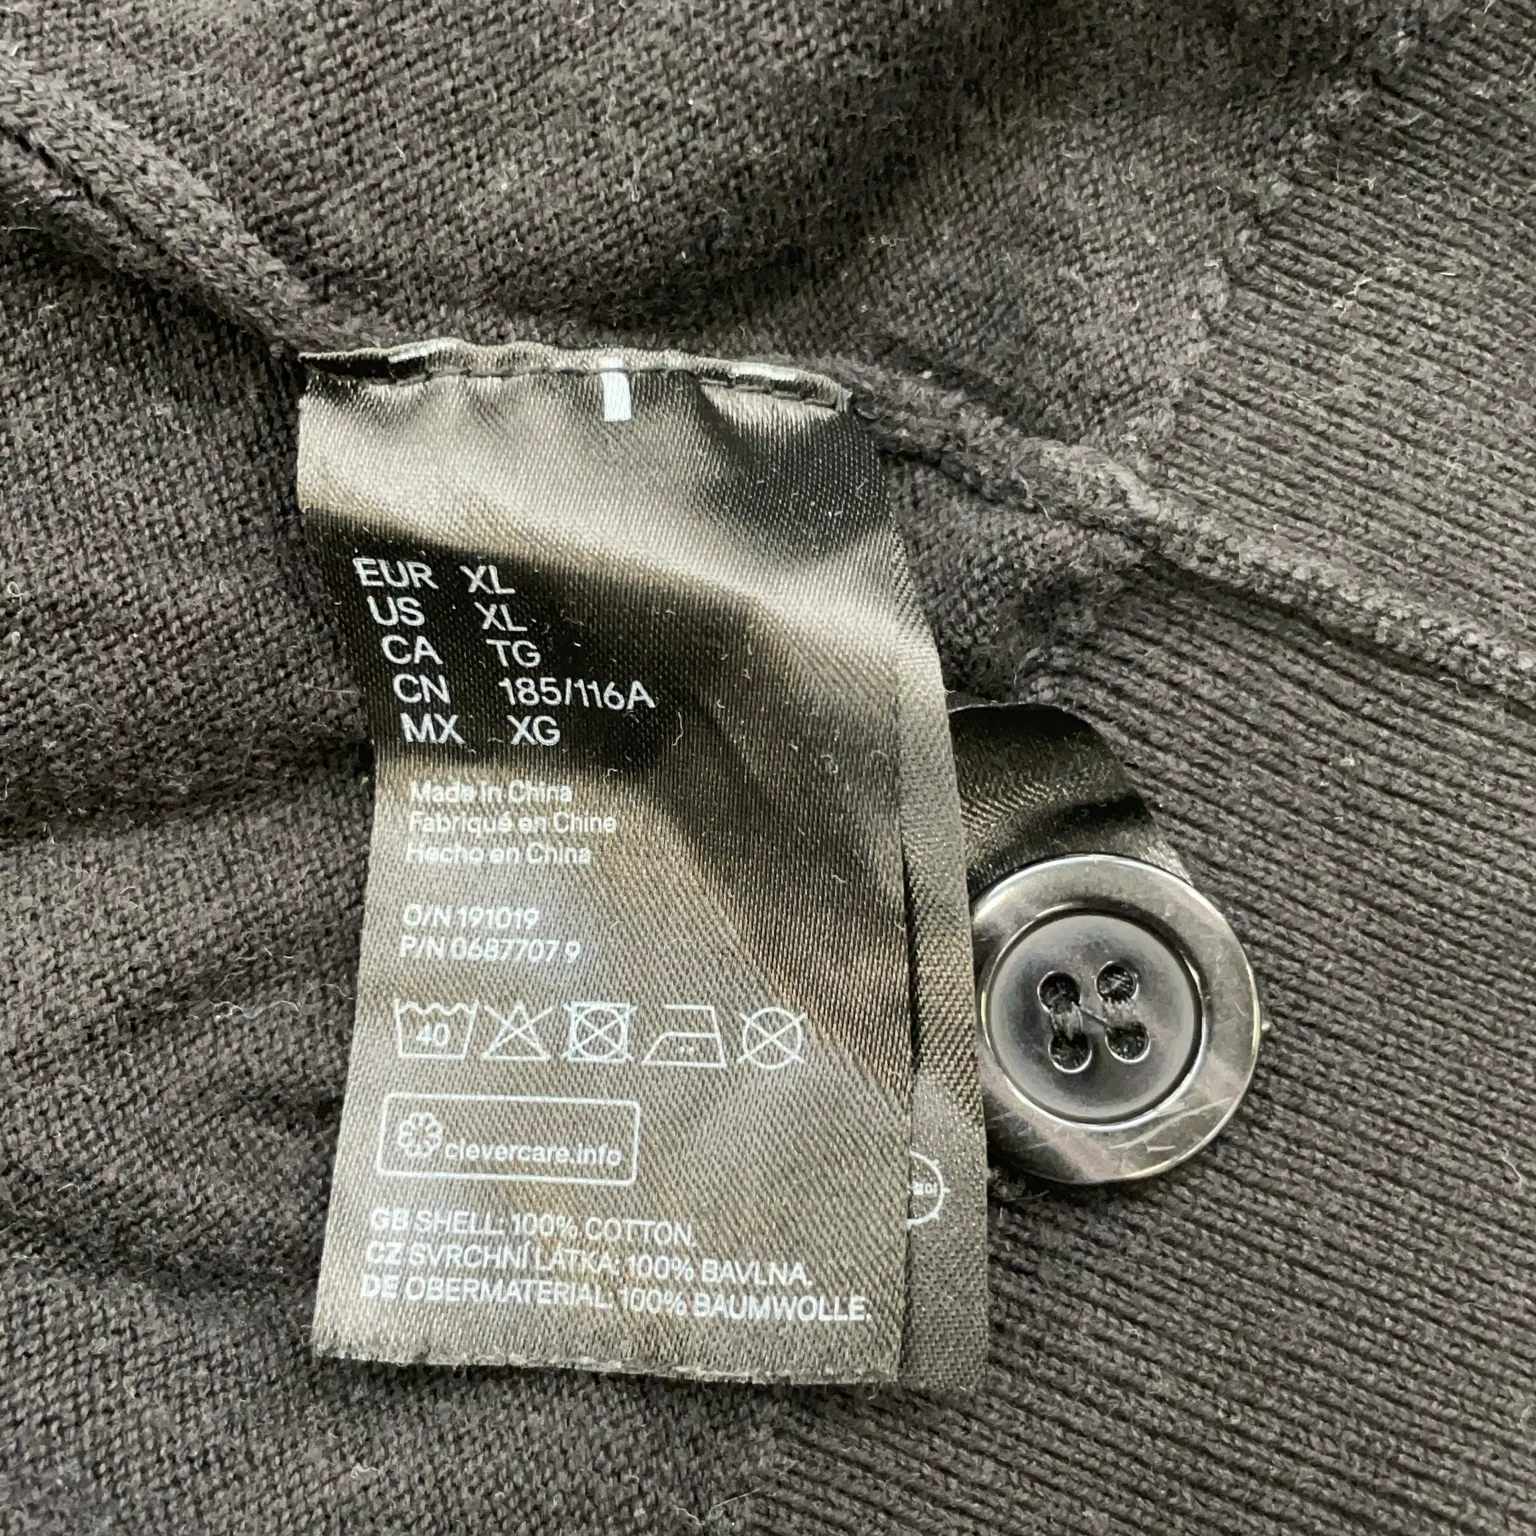 EUR XL
US XL
CA TG
CN 185/116A
MX XG
Made in China
Fabriqué en Chine
Hecho en China
O/N 191019
P/N 0687707 9
40
clevercare.info
GB SHELL: 100% COTTON.
CZ SVRCHNÍ LÁTKA: 100% BAVLNA.
DE OBERMATERIAL: 100% BAUMWOLLE.